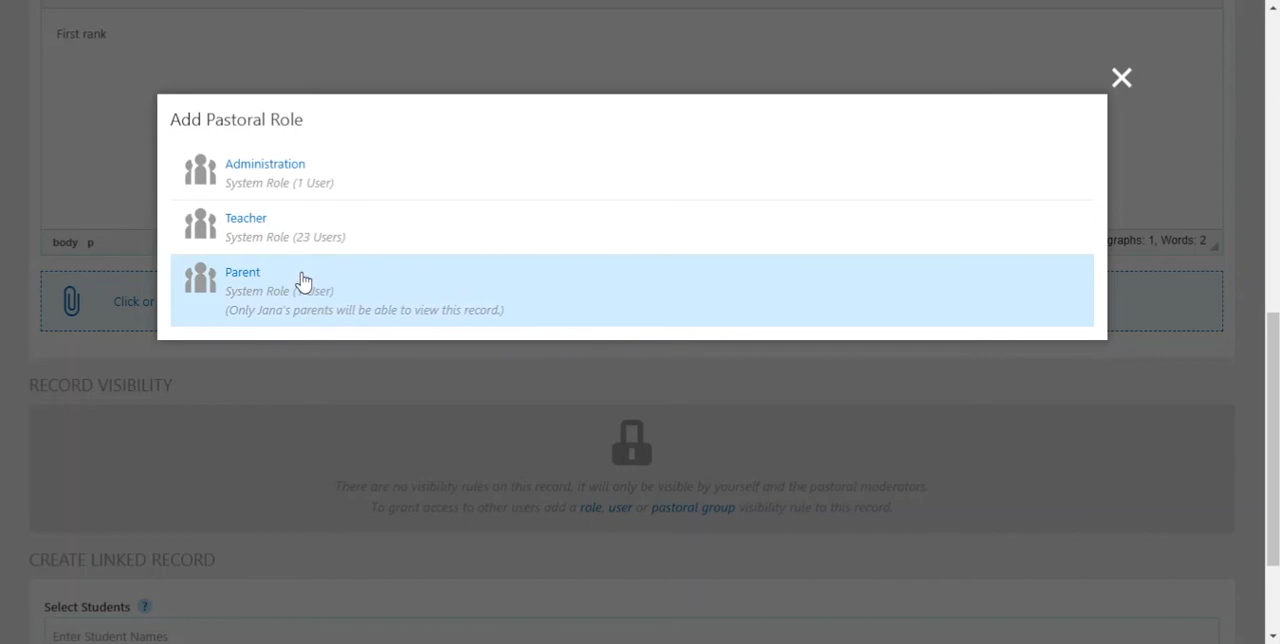 First rank
Add Pastoral Role
Administration
System Role (1 User)
Teacher
System Role (23 Users)
Parent
System Role (1 User)
(Only Jana's parents will be able to view this record.)
body p
graphs: 1, Words: 2
Click or
RECORD VISIBILITY
There are no visibility rules on this record, it will only be visible by yourself and the pastoral moderators.
To grant access to other users add a role, user or pastoral group visibility rule to this record.
CREATE LINKED RECORD
Select Students ?
Enter Student Names